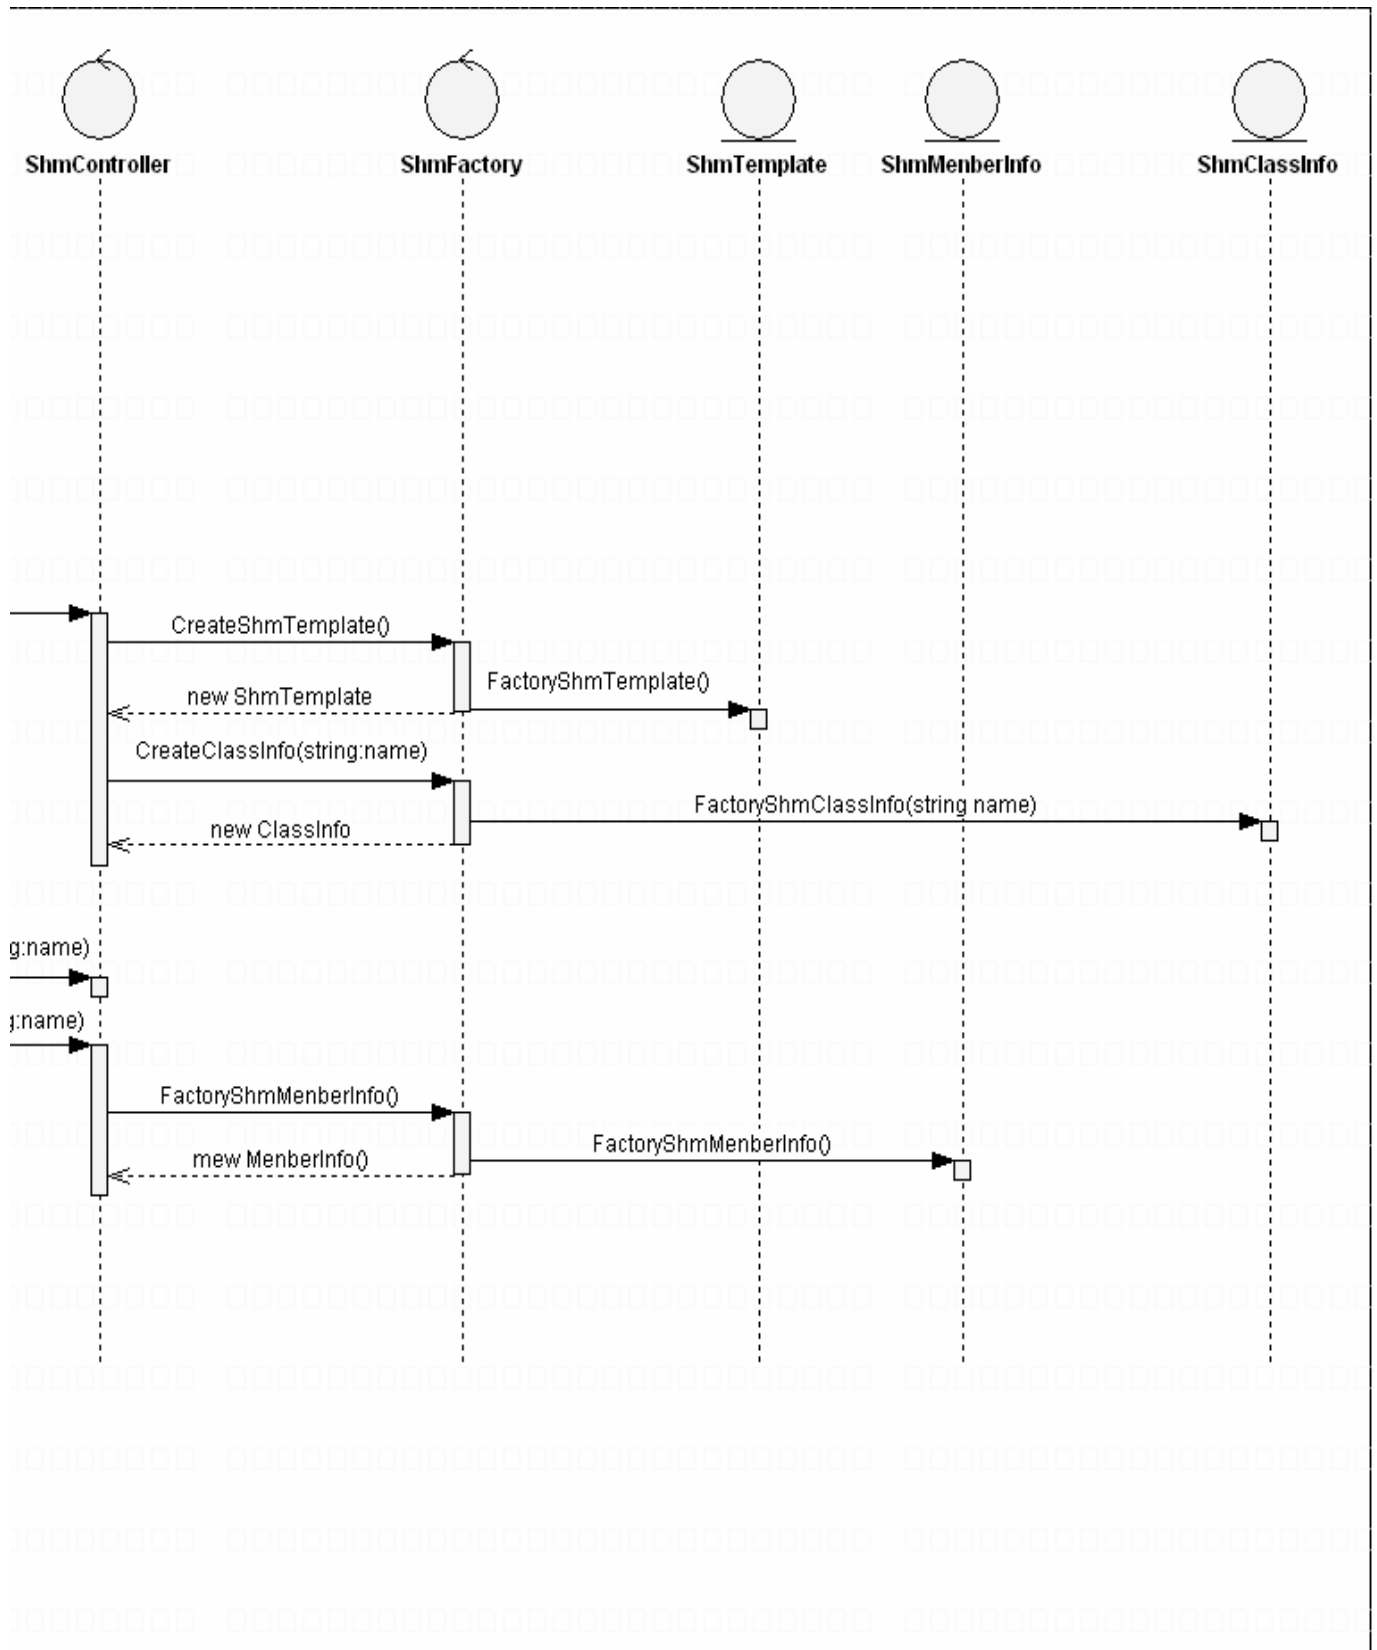 ShmController
ShmFactory
ShmTemplate
ShmMenberInfo
ShmClassInfo
CreateShmTemplate()
FactoryShmTemplate()
new ShmTemplate
CreateClassInfo(string:name)
FactoryShmClassInfo(string name)
new ClassInfo
g:name)
g:name)
FactoryShmMenberInfo()
FactoryShmMenberInfo()
mew MenberInfo()